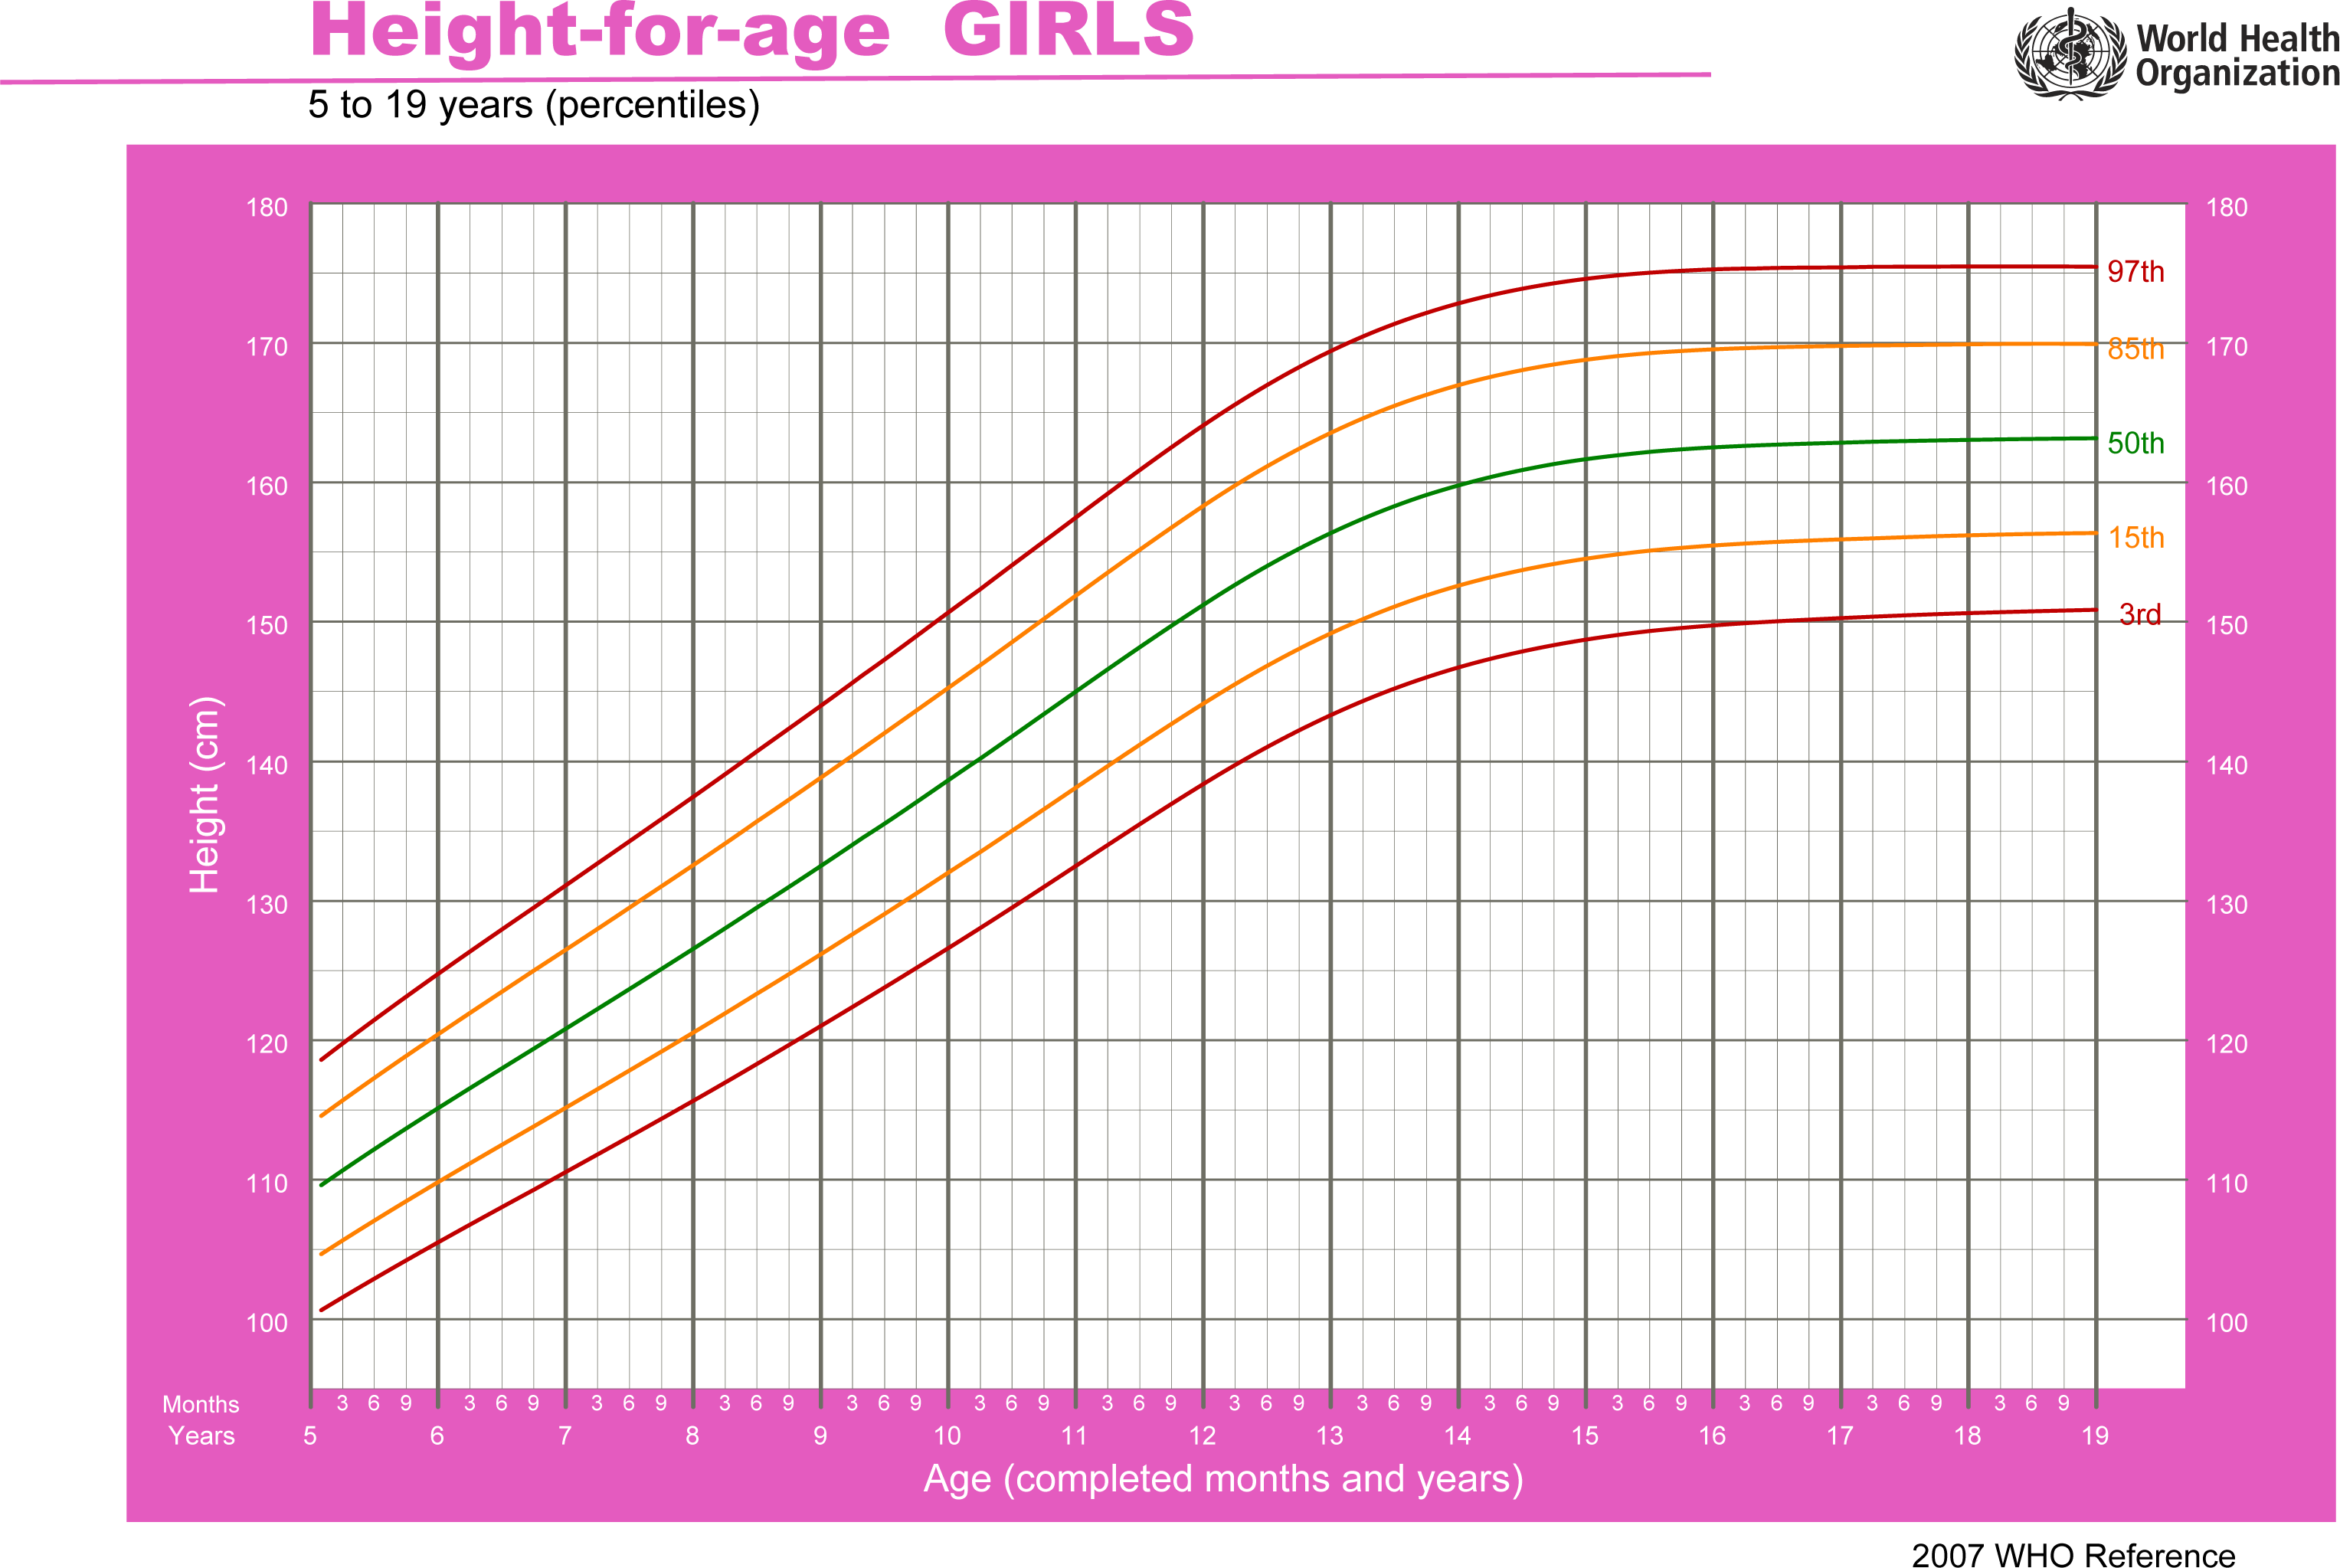 Height-for-age GIRLS
5 to 19 years (percentiles)
World Health
Organization
180 180
97th
170 85th 170
50th
160 160
15th
150 3rd 150
Height (cm)
140 140
130 130
120 120
110 110
100 100
Months 3 6 9 3 6 9 3 6 9 3 6 9 3 6 9 3 6 9 3 6 9 3 6 9 3 6 9 3 6 9 3 6 9 3 6 9 3 6 9 3 6 9
Years 5 6 7 8 9 10 11 12 13 14 15 16 17 18 19
Age (completed months and years)
2007 WHO Reference